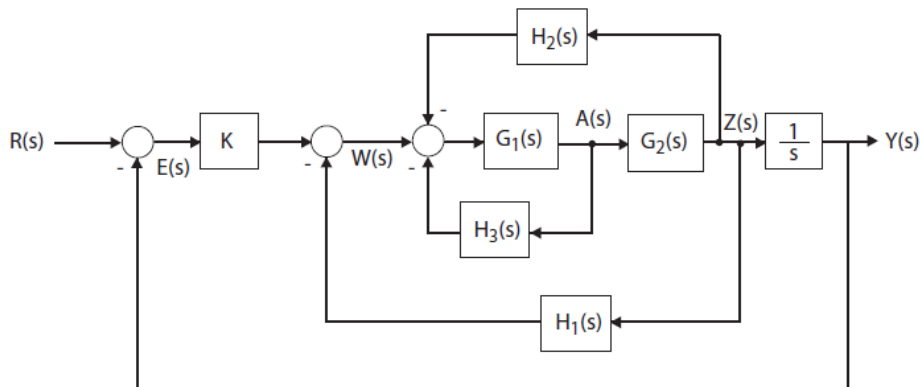 H₂(s)
-
R(s)
K
G₁(s)
A(s)
G₂(s)
Z(s)
1
s
Y(s)
-
E(s)
-
W(s)
-
H₃(s)
H₁(s)